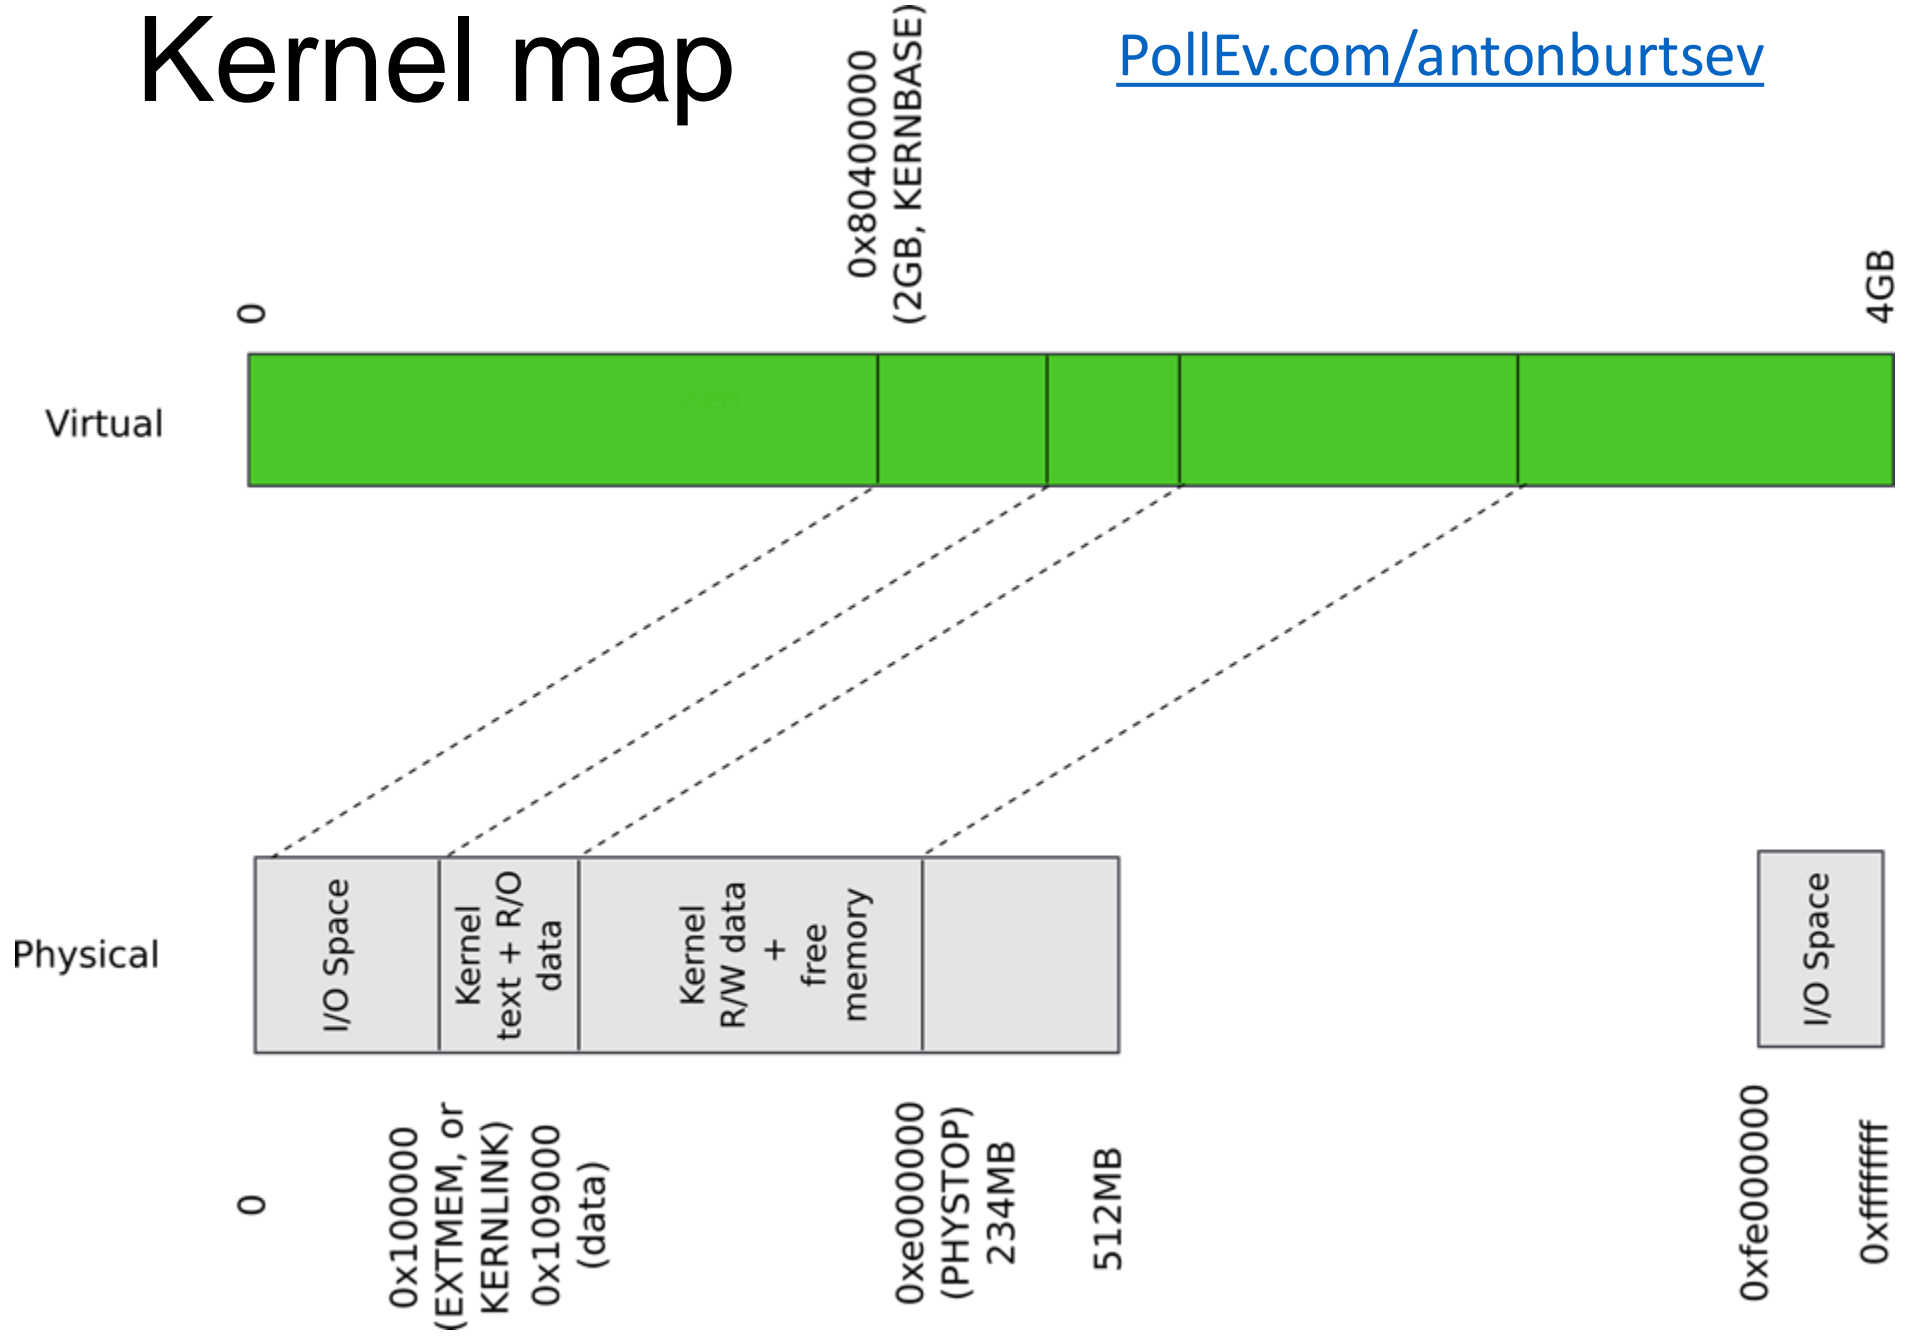 Kernel map
PollEv.com/antonburtsev
0
0x80400000
(2GB, KERNBASE)
4GB
Virtual
Physical
I/O Space
Kernel
text + R/O
data
Kernel
R/W data
+
free
memory
I/O Space
0
0x100000
(EXTMEM, or
KERNLINK)
0x109000
(data)
0xe000000
(PHYSTOP)
234MB
512MB
0xfe000000
0xffffffff